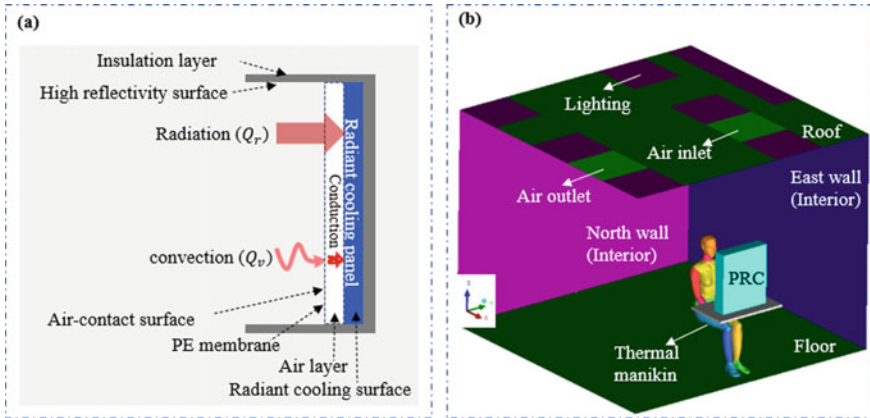 (a)
Insulation layer
High reflectivity surface
Radiation (Qr)
Radiant cooling panel
Conduction
convection (Qv)
Air-contact surface
PE membrane
Air layer
Radiant cooling surface
(b)
Lighting
Roof
Air inlet
Air outlet
East wall
(Interior)
North wall
(Interior)
PRC
Thermal
manikin
Floor